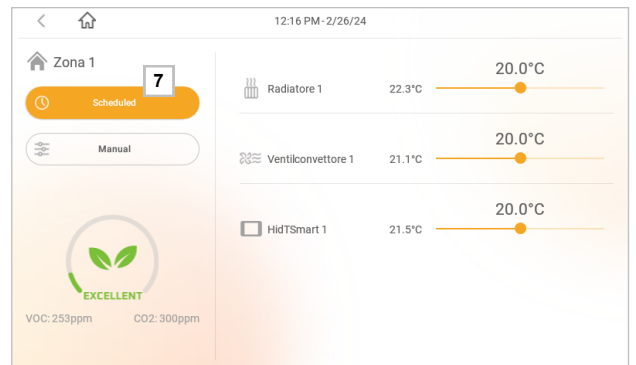 12:16 PM - 2/26/24
Zona 1
7
Scheduled
Manual
EXCELLENT
VOC: 253ppm CO2: 300ppm
Radiatore 1 22.3°C 20.0°C
Ventilconvettore 1 21.1°C 20.0°C
HidTSmart 1 21.5°C 20.0°C